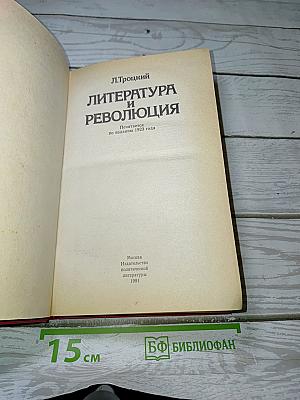 Л.Троцкий
ЛИТЕРАТУРА
и
РЕВОЛЮЦИЯ
Печатается
по изданию 1923 года
Москва
Издательство
политической
литературы
1991
15 см
БФ БИБЛИОФАН